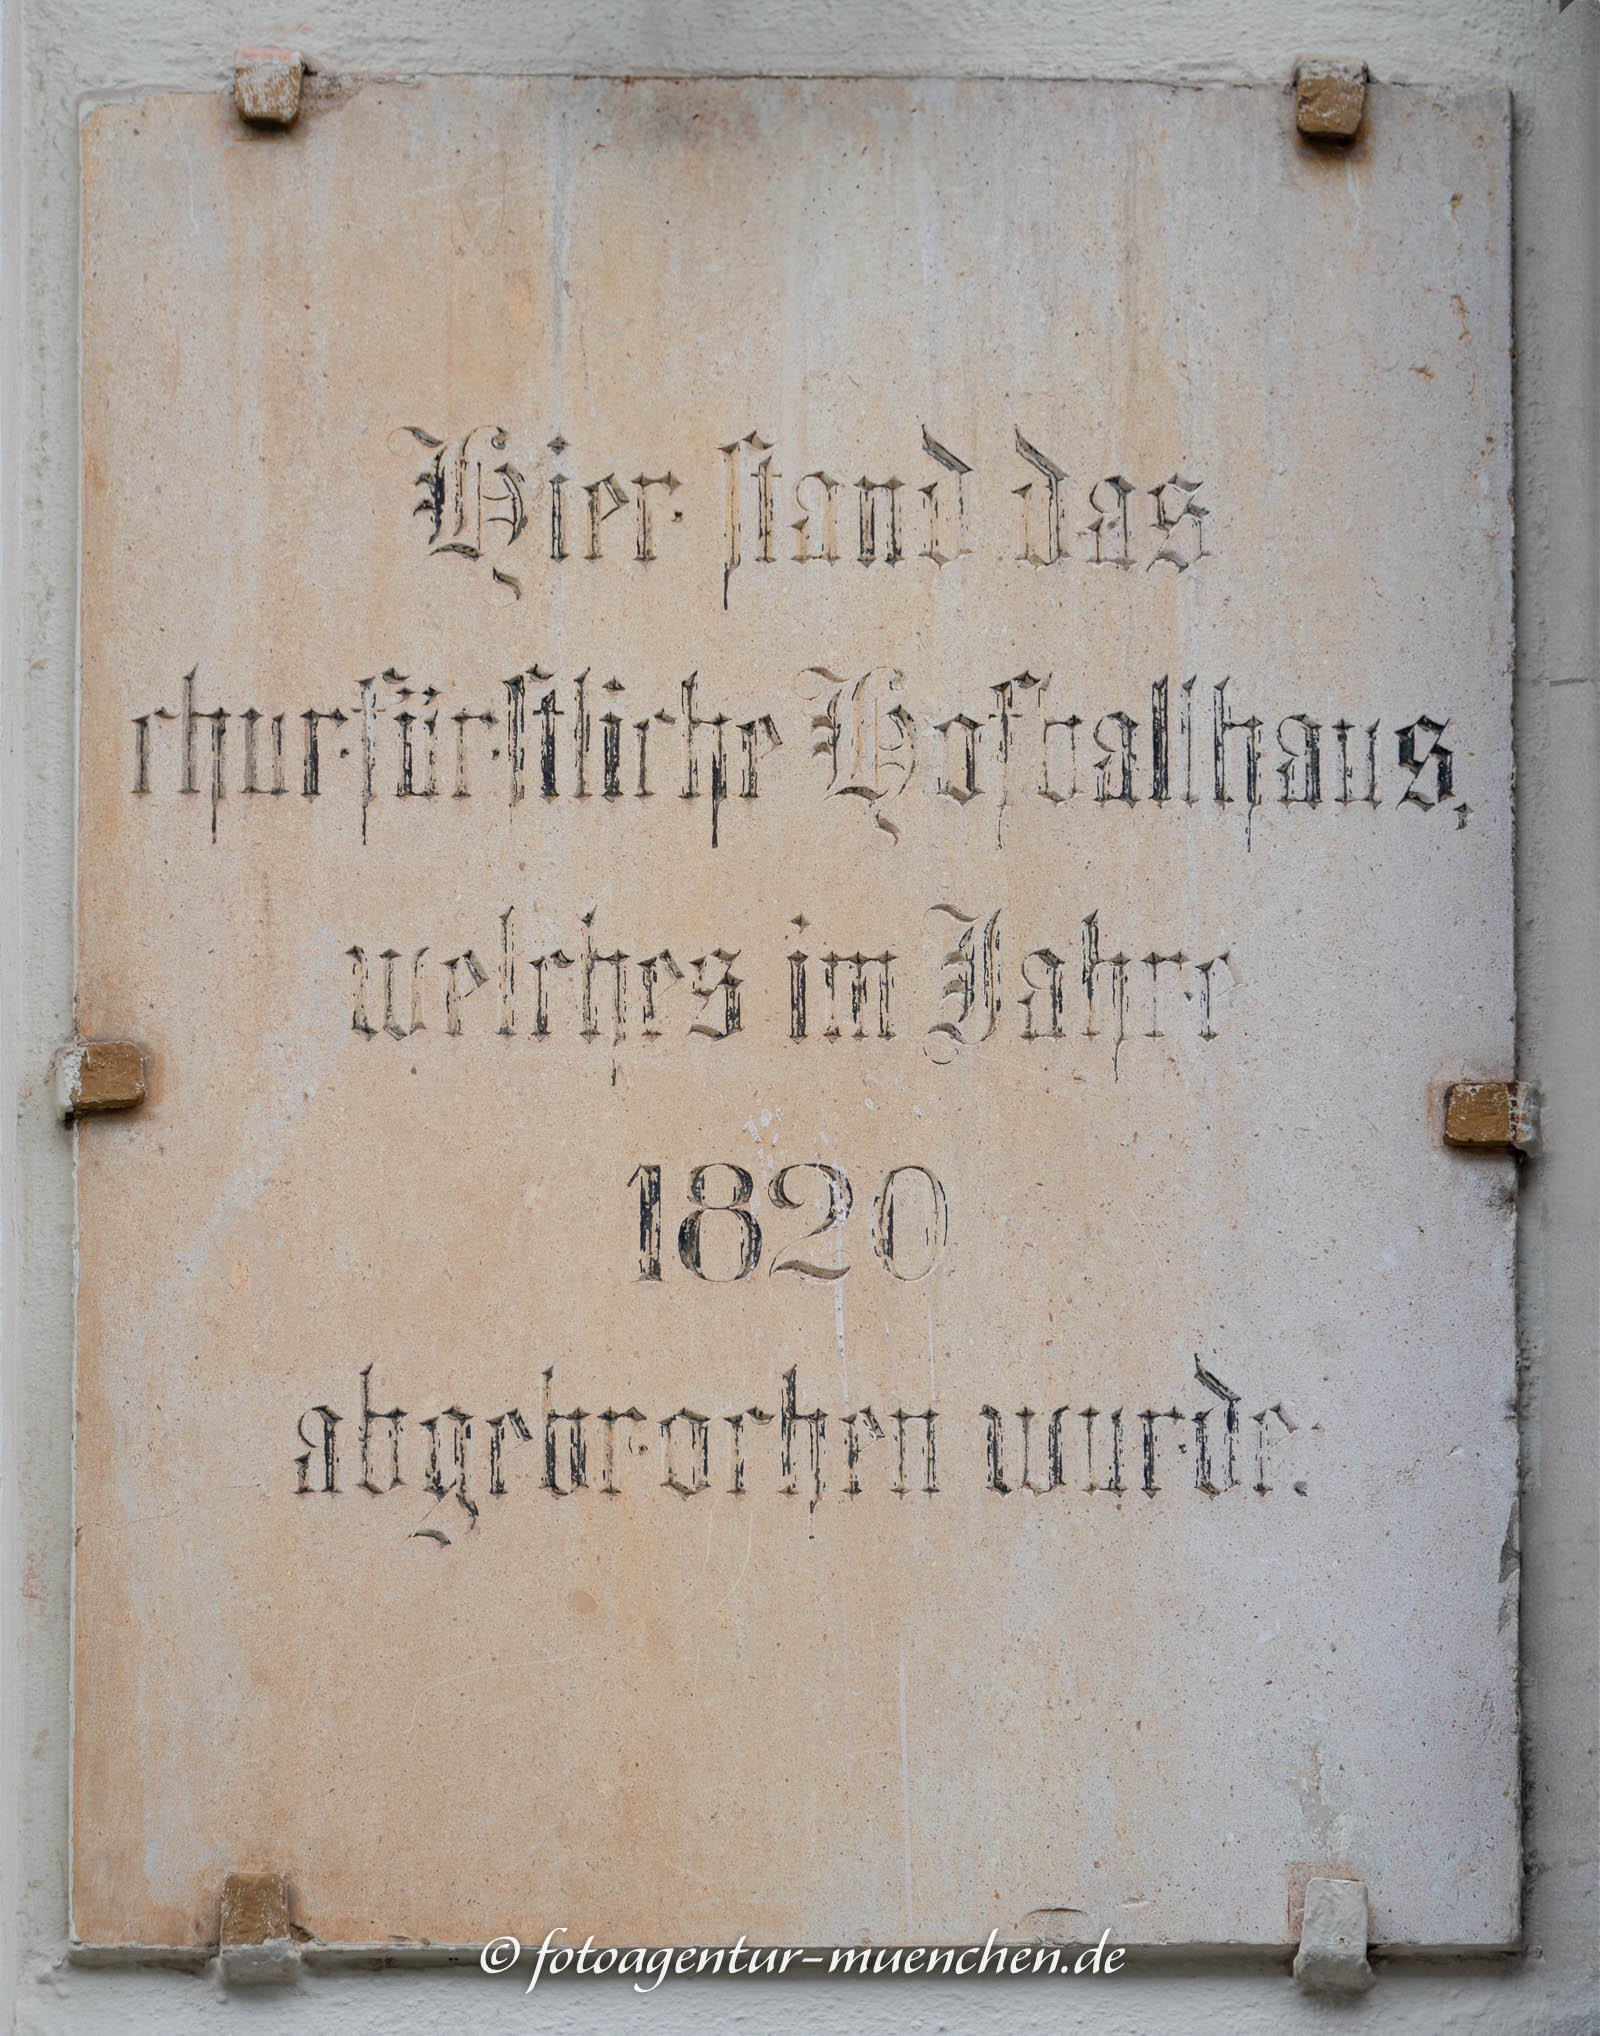 Hier stand das
churfürstliche Hofballhaus,
welches im Jahre
1820
abgebrochen wurde.
© fotoagentur-muenchen.de